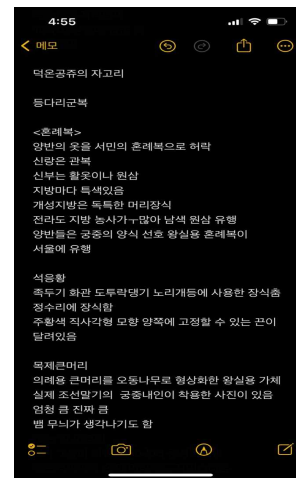 4:55
메모
덕온공쥬의 자고리
등다리군복
<혼례복>
양반의 옷을 서민의 혼례복으로 허락
신랑은 관복
신부는 활옷이나 원삼
지방마다 특색있음
개성지방은 독특한 머리장식
전라도 지방 농사가ㅜ많아 남색 원삼 유행
양반들은 궁중의 양식 선호 왕실용 혼례복이
서울에 유행
석웅황
족두기 화관 도투락댕기 노리개등에 사용한 장식춤
정수리에 장식함
주황색 직사각형 모향 양쪽에 고정할 수 있는 끈이
달려있음
목제큰머리
의례용 큰머리를 오동나무로 형상화한 왕실용 가체
실제 조선말기의 궁중내인이 착용한 사진이 있음
엄청 큼 진짜 큼
뱀 무늬가 생각나기도 함